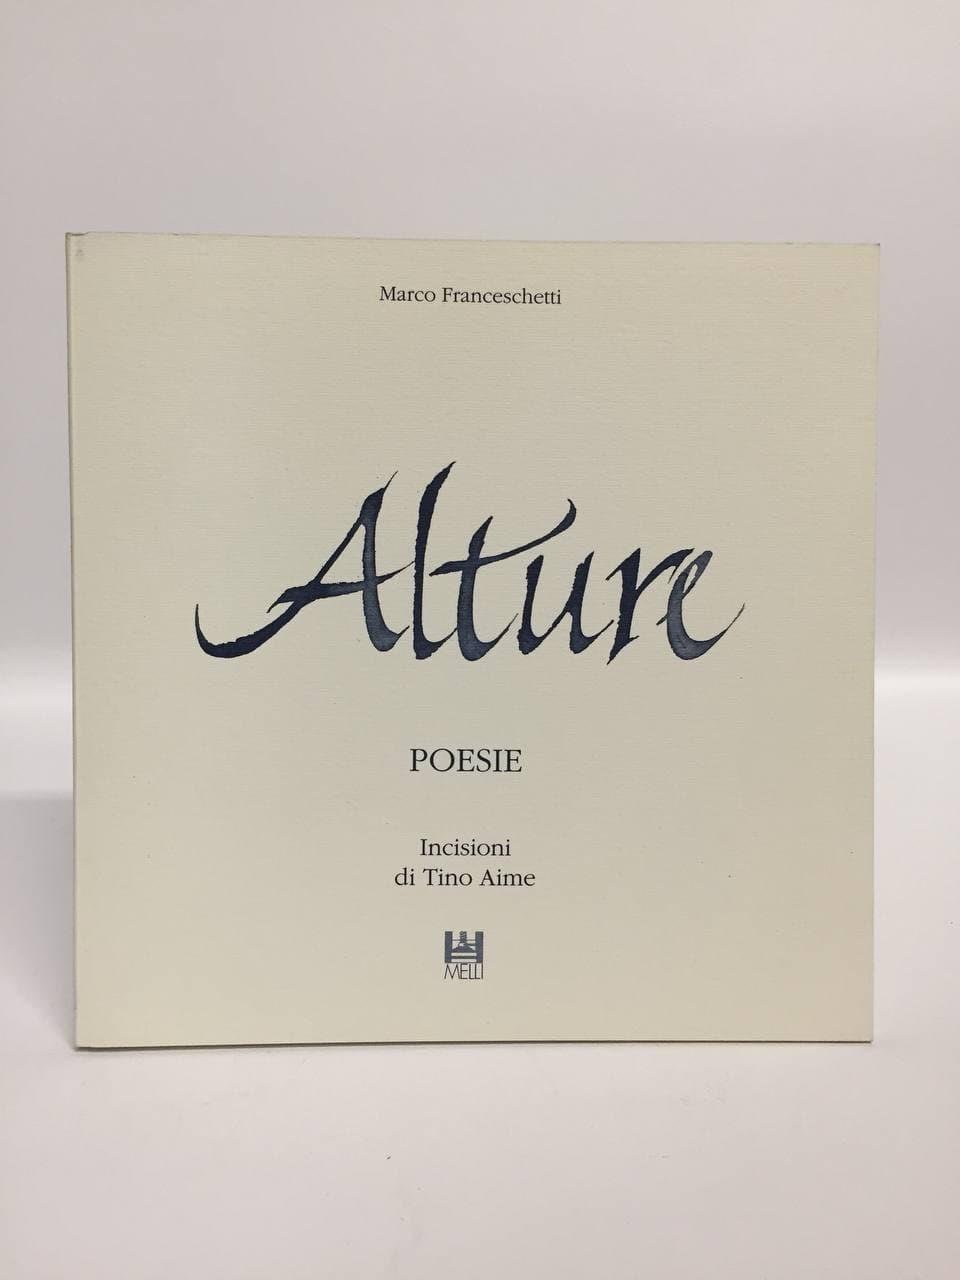 Marco Franceschetti
Alture
POESIE
Incisioni
di Tino Aime
MELLI